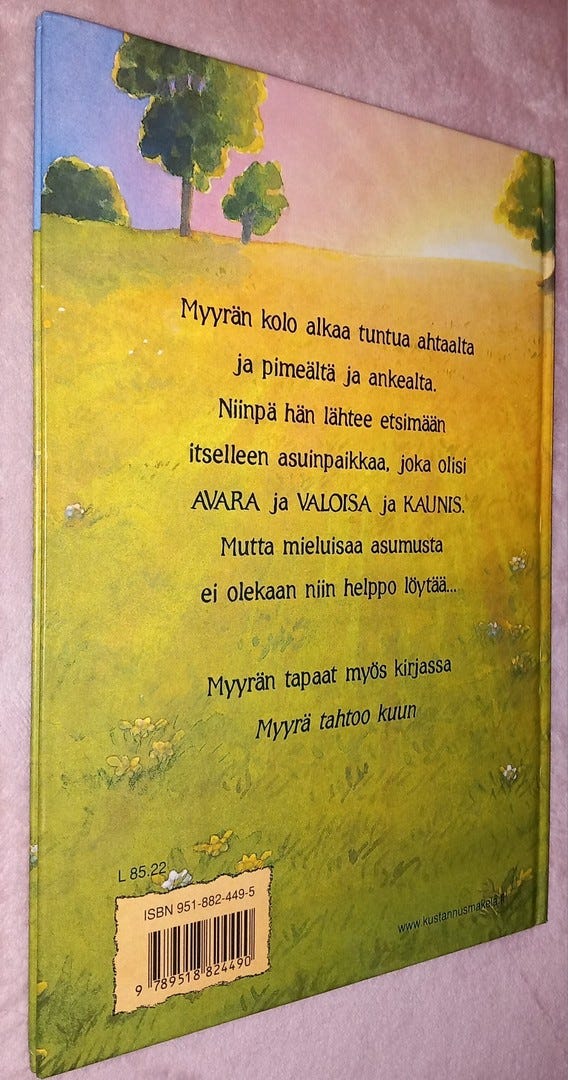 Myyrän kolo alkaa tuntua ahtaalta
ja pimeältä ja ankealta.
Niinpä hän lähtee etsimään
itselleen asuinpaikkaa, joka olisi
AVARA ja VALOISA ja KAUNIS.
Mutta mieluisaa asumusta
ei olekaan niin helppo löytää...
Myyrän tapaat myös kirjassa
Myyrä tahtoo kuun
L 85.22
ISBN 951-882-449-5
9 789518 824490
www.kustannusmakela.fi